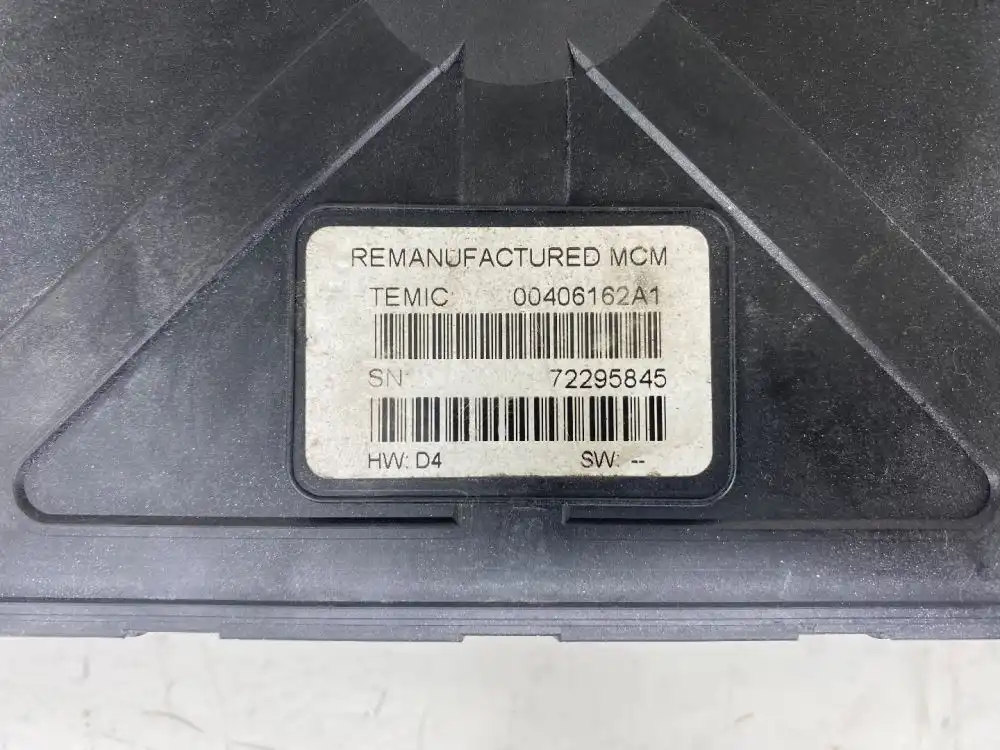 REMANUFACTURED MCM
TEMIC 00406162A1
SN: 72295845
HW: D4 SW: --